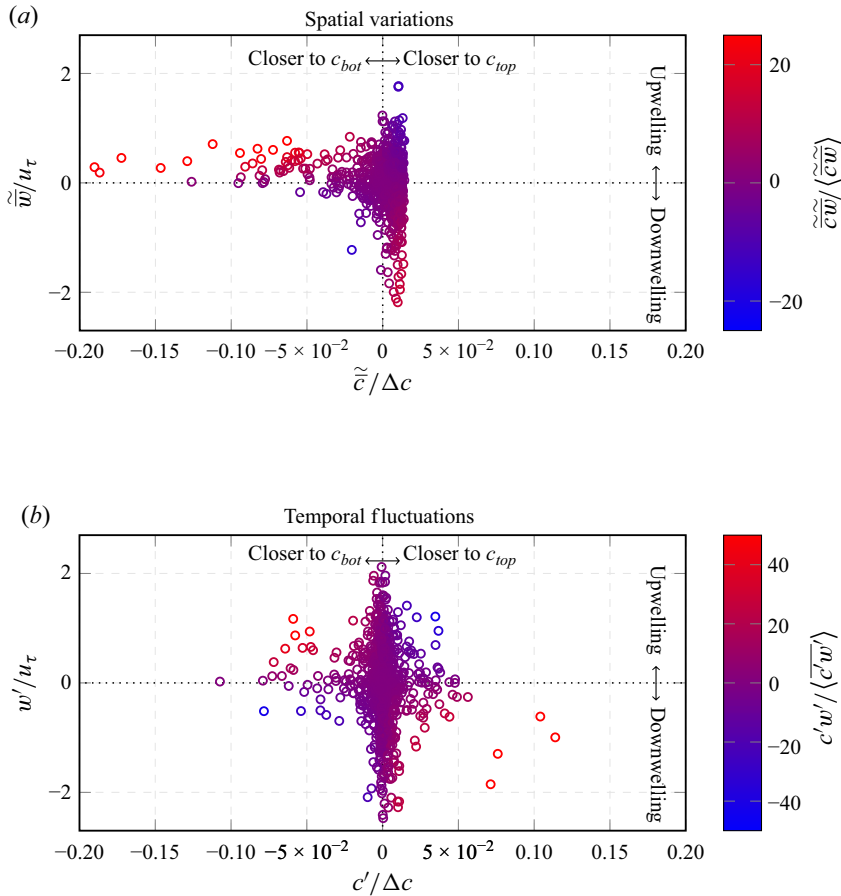 (a) Spatial variations
Closer to c_bot ↔ Closer to c_top
2
0
−2
w̃̅/u_τ
Upwelling ↔ Downwelling
−0.20 −0.15 −0.10 −5 × 10⁻² 0 5 × 10⁻² 0.10 0.15 0.20
c̃̅/Δc
20
0
−20
c̃̅w̃̅/⟨c̃̅w̃̅⟩
(b) Temporal fluctuations
Closer to c_bot ↔ Closer to c_top
2
0
−2
w′/u_τ
Upwelling ↔ Downwelling
−0.20 −0.15 −0.10 −5 × 10⁻² 0 5 × 10⁻² 0.10 0.15 0.20
c′/Δc
40
20
0
−20
−40
c′w′/⟨c′w′⟩